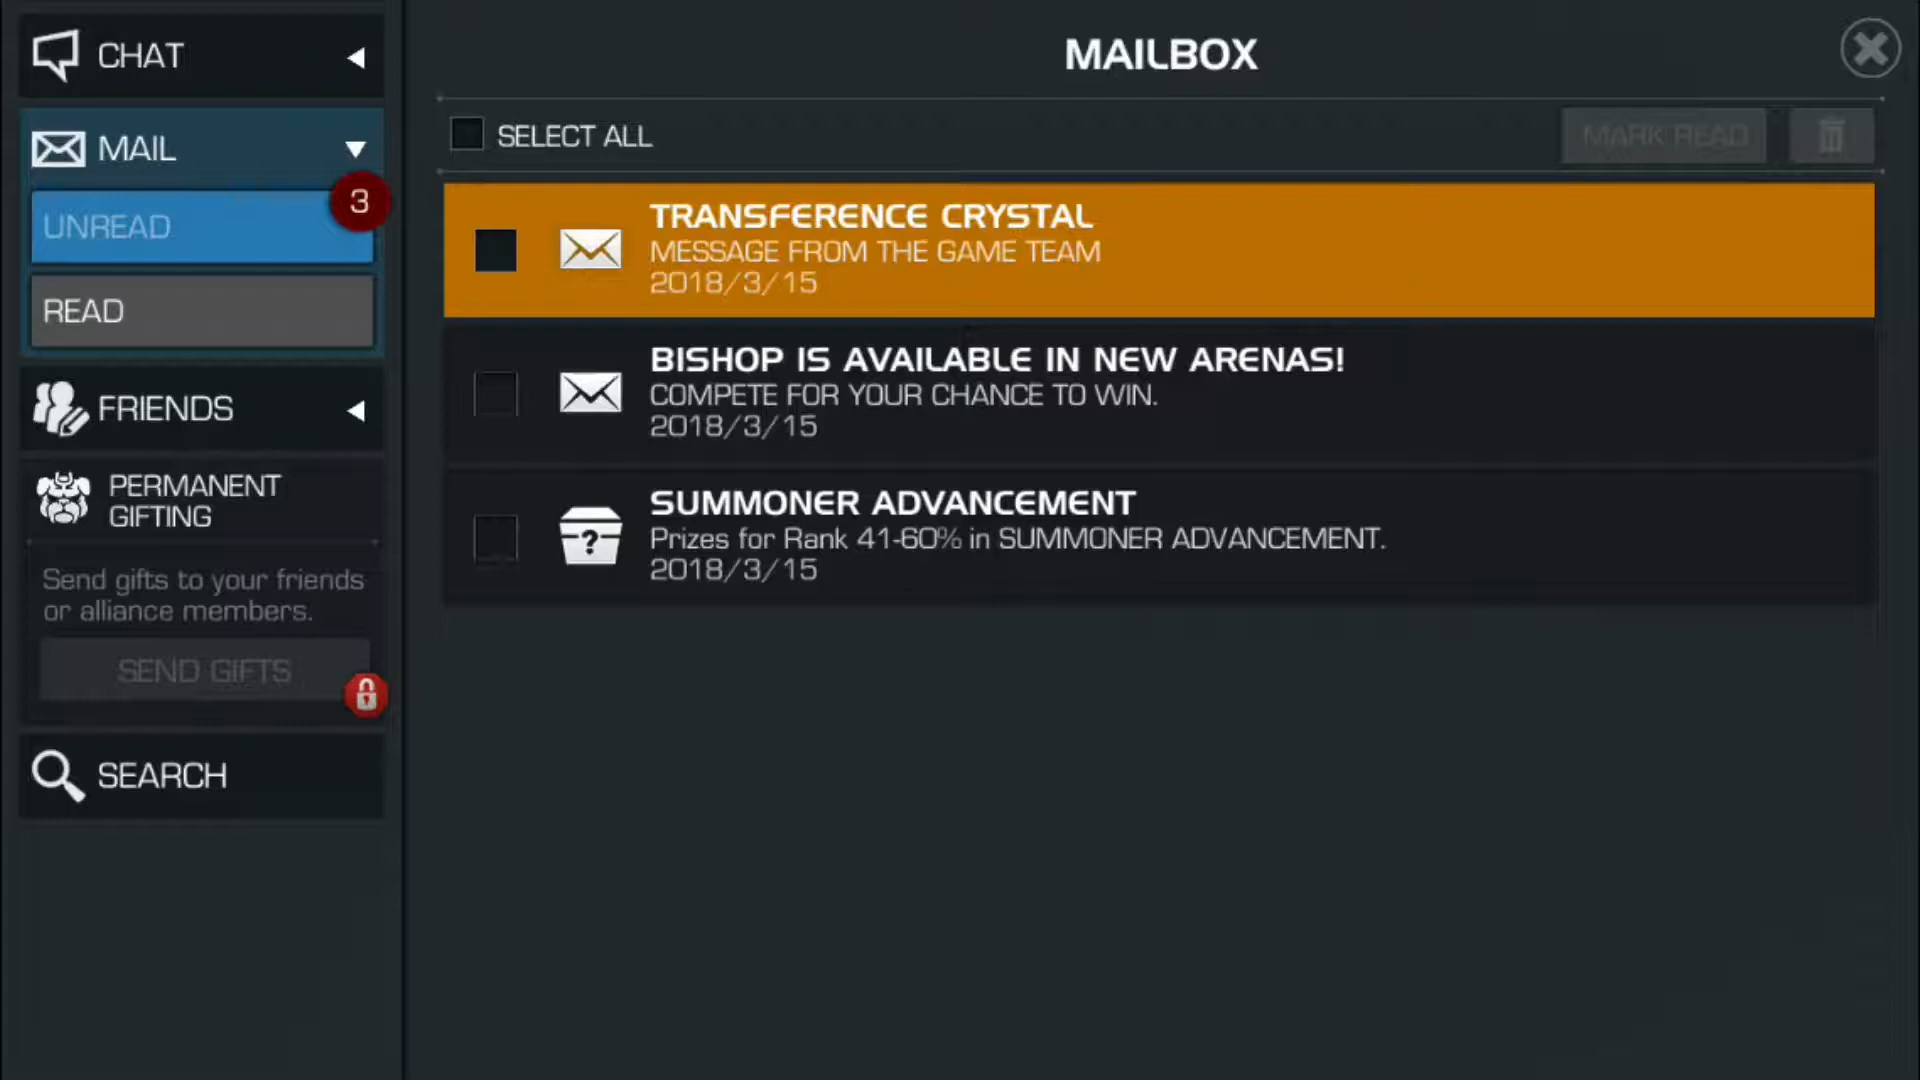 CHAT
MAIL
3
UNREAD
READ
FRIENDS
PERMANENT
GIFTING
Send gifts to your friends
or alliance members.
SEND GIFTS
SEARCH
MAILBOX
SELECT ALL
MARK READ
TRANSFERENCE CRYSTAL
MESSAGE FROM THE GAME TEAM
2018/3/15
BISHOP IS AVAILABLE IN NEW ARENAS!
COMPETE FOR YOUR CHANCE TO WIN.
2018/3/15
?
SUMMONER ADVANCEMENT
Prizes for Rank 41-60% in SUMMONER ADVANCEMENT.
2018/3/15